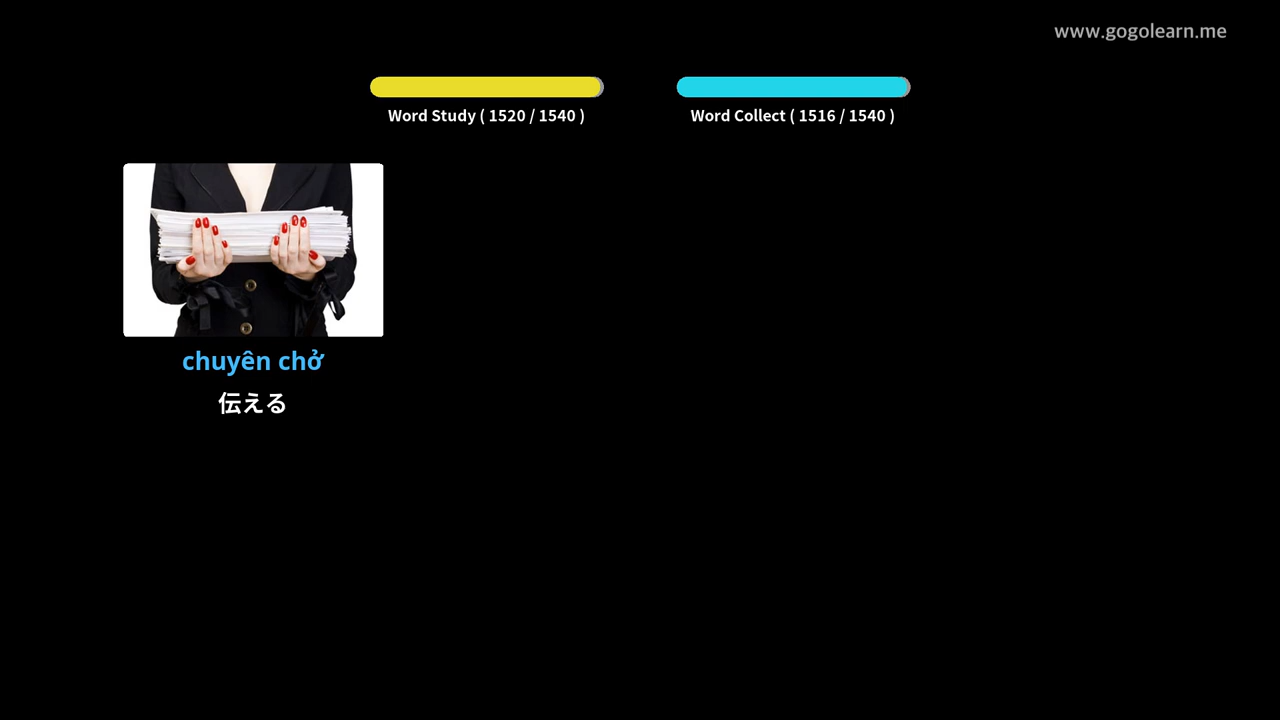 www.gogolearn.me
Word Study ( 1520 / 1540 )
Word Collect ( 1516 / 1540 )
chuyên chở
伝える